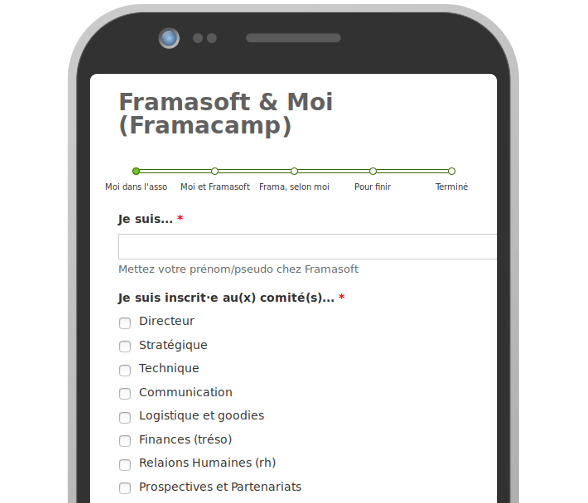 Framasoft & Moi
(Framacamp)
Moi dans l'asso Moi et Framasoft Frama, selon moi Pour finir Terminé
Je suis... *
Mettez votre prénom/pseudo chez Framasoft
Je suis inscrit·e au(x) comité(s)... *
Directeur
Stratégique
Technique
Communication
Logistique et goodies
Finances (tréso)
Relaions Humaines (rh)
Prospectives et Partenariats